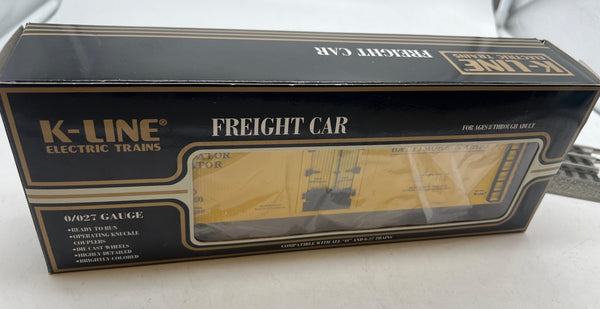 FREIGHT CAR
K-LINE
ELECTRIC TRAINS
K-LINE®
ELECTRIC TRAINS
FREIGHT CAR
FOR AGES 8 THROUGH ADULT
0/027 GAUGE
•READY TO RUN
•OPERATING KNUCKLE
COUPLERS
•DIE CAST WHEELS
•HIGHLY DETAILED
•BRIGHTLY COLORED
COMPATIBLE WITH ALL "O" AND 0-27 TRAINS